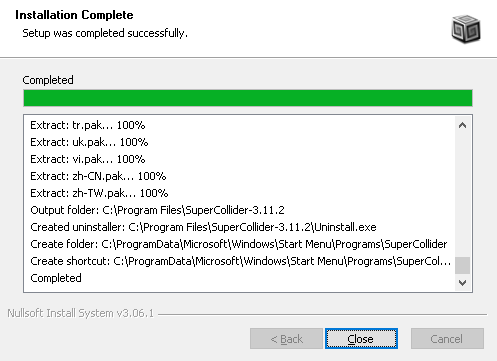 Installation Complete
Setup was completed successfully.
Completed
Extract: tr.pak... 100%
Extract: uk.pak... 100%
Extract: vi.pak... 100%
Extract: zh-CN.pak... 100%
Extract: zh-TW.pak... 100%
Output folder: C:\Program Files\SuperCollider-3.11.2
Created uninstaller: C:\Program Files\SuperCollider-3.11.2\Uninstall.exe
Create folder: C:\ProgramData\Microsoft\Windows\Start Menu\Programs\SuperCollider
Create shortcut: C:\ProgramData\Microsoft\Windows\Start Menu\Programs\SuperCol...
Completed
Nullsoft Install System v3.06.1
< Back Close Cancel